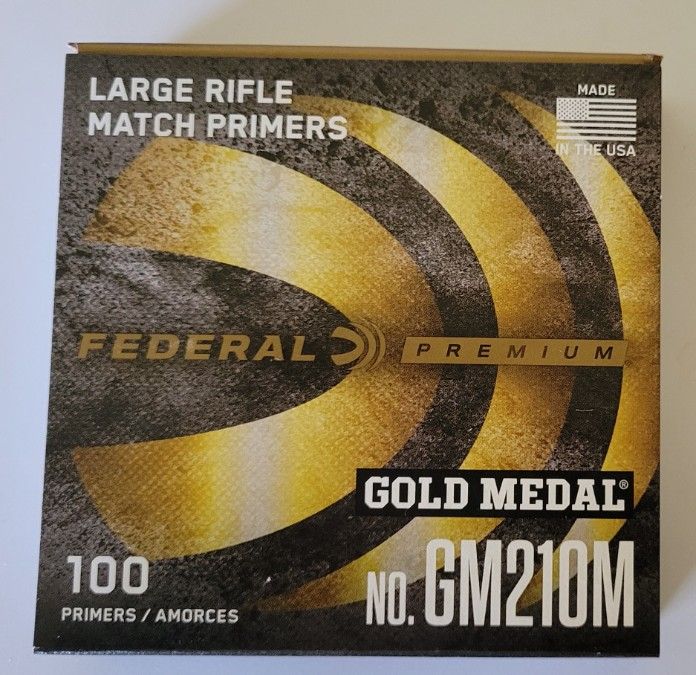 LARGE RIFLE
MATCH PRIMERS
MADE
IN THE USA
FEDERAL PREMIUM
GOLD MEDAL®
NO. GM210M
100
PRIMERS / AMORCES